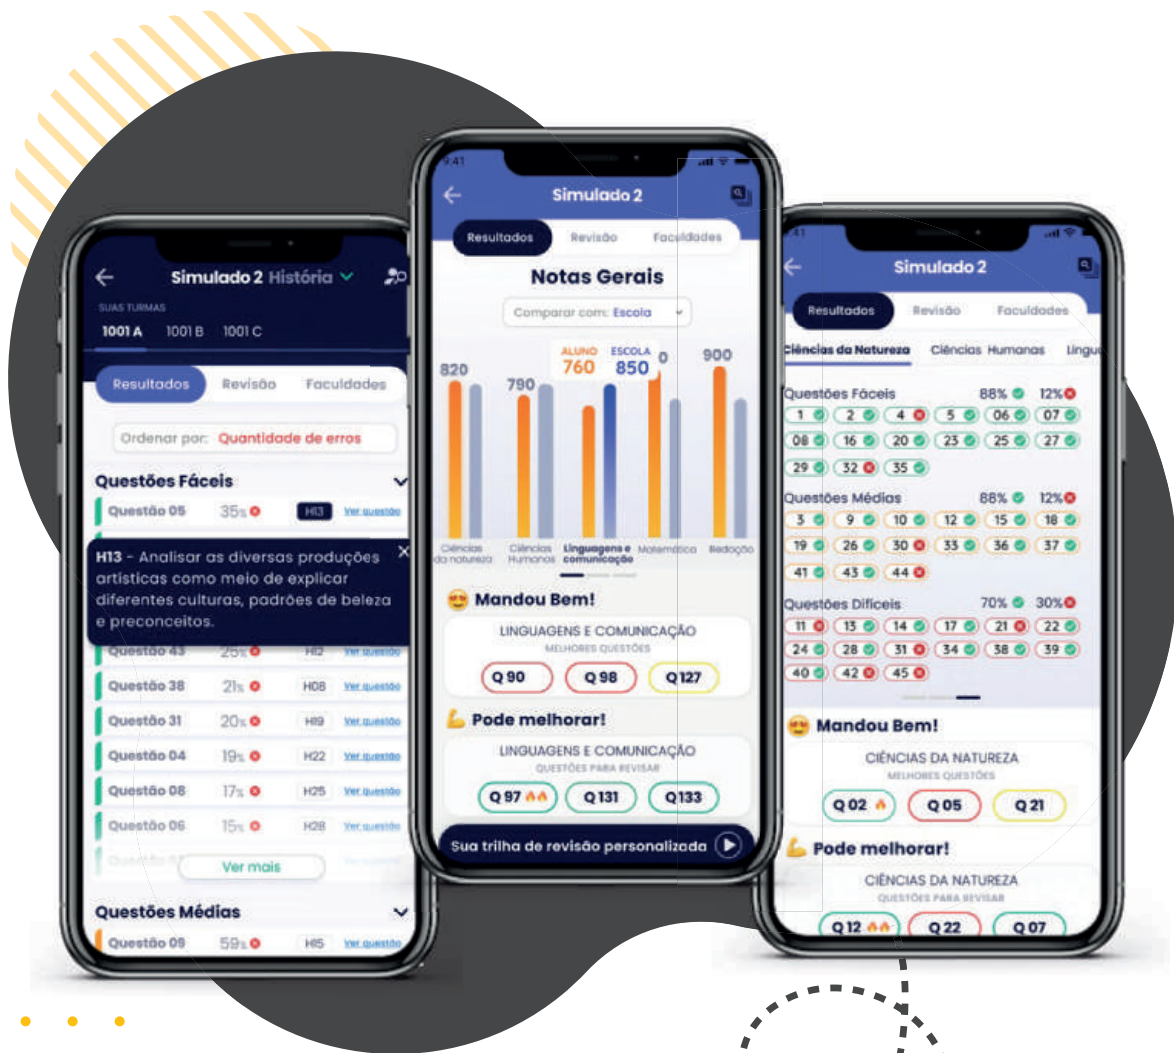 Simulado 2 História
SUAS TURMAS
1001 A 1001 B 1001 C
Resultados Revisão Faculdades
Ordenar por: Quantidade de erros
Questões Fáceis
Questão 05 35% H13 Ver questão
H13 - Analisar as diversas produções
artísticas como meio de explicar
diferentes culturas, padrões de beleza
e preconceitos.
Questão 43 25% H12 Ver questão
Questão 38 21% H08 Ver questão
Questão 31 20% H19 Ver questão
Questão 04 19% H22 Ver questão
Questão 08 17% H25 Ver questão
Questão 06 15% H28 Ver questão
Ver mais
Questões Médias
Questão 09 59% H15 Ver questão
9:41
Simulado 2
Resultados Revisão Faculdades
Notas Gerais
Comparar com: Escola
ALUNO ESCOLA
760 850
820 790 0 900
Ciências da natureza
Ciências Humanas
Linguagens e comunicação
Matemática
Redação
Mandou Bem!
LINGUAGENS E COMUNICAÇÃO
MELHORES QUESTÕES
Q 90 Q 98 Q 127
Pode melhorar!
LINGUAGENS E COMUNICAÇÃO
QUESTÕES PARA REVISAR
Q 97 Q 131 Q 133
Sua trilha de revisão personalizada
:41
Simulado 2
Resultados Revisão Faculdades
Ciências da Natureza Ciências Humanas Lingu
Questões Fáceis 88% 12%
1 2 4 5 06 07
08 16 20 23 25 27
29 32 35
Questões Médias 88% 12%
3 9 10 12 15 18
19 26 30 33 36 37
41 43 44
Questões Difíceis 70% 30%
11 13 14 17 21 22
24 28 31 34 38 39
40 42 45
Mandou Bem!
CIÊNCIAS DA NATUREZA
MELHORES QUESTÕES
Q 02 Q 05 Q 21
Pode melhorar!
CIÊNCIAS DA NATUREZA
QUESTÕES PARA REVISAR
Q 12 Q 22 Q 07